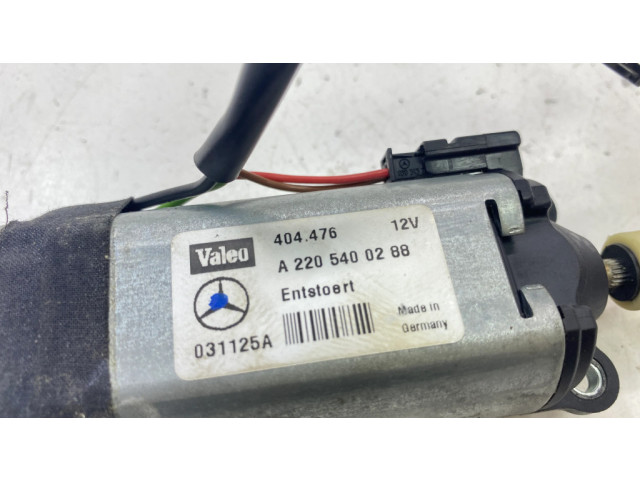 Valeo 404.476 12V
A 220 540 02 88
Entstoert
031125A Made in
Germany